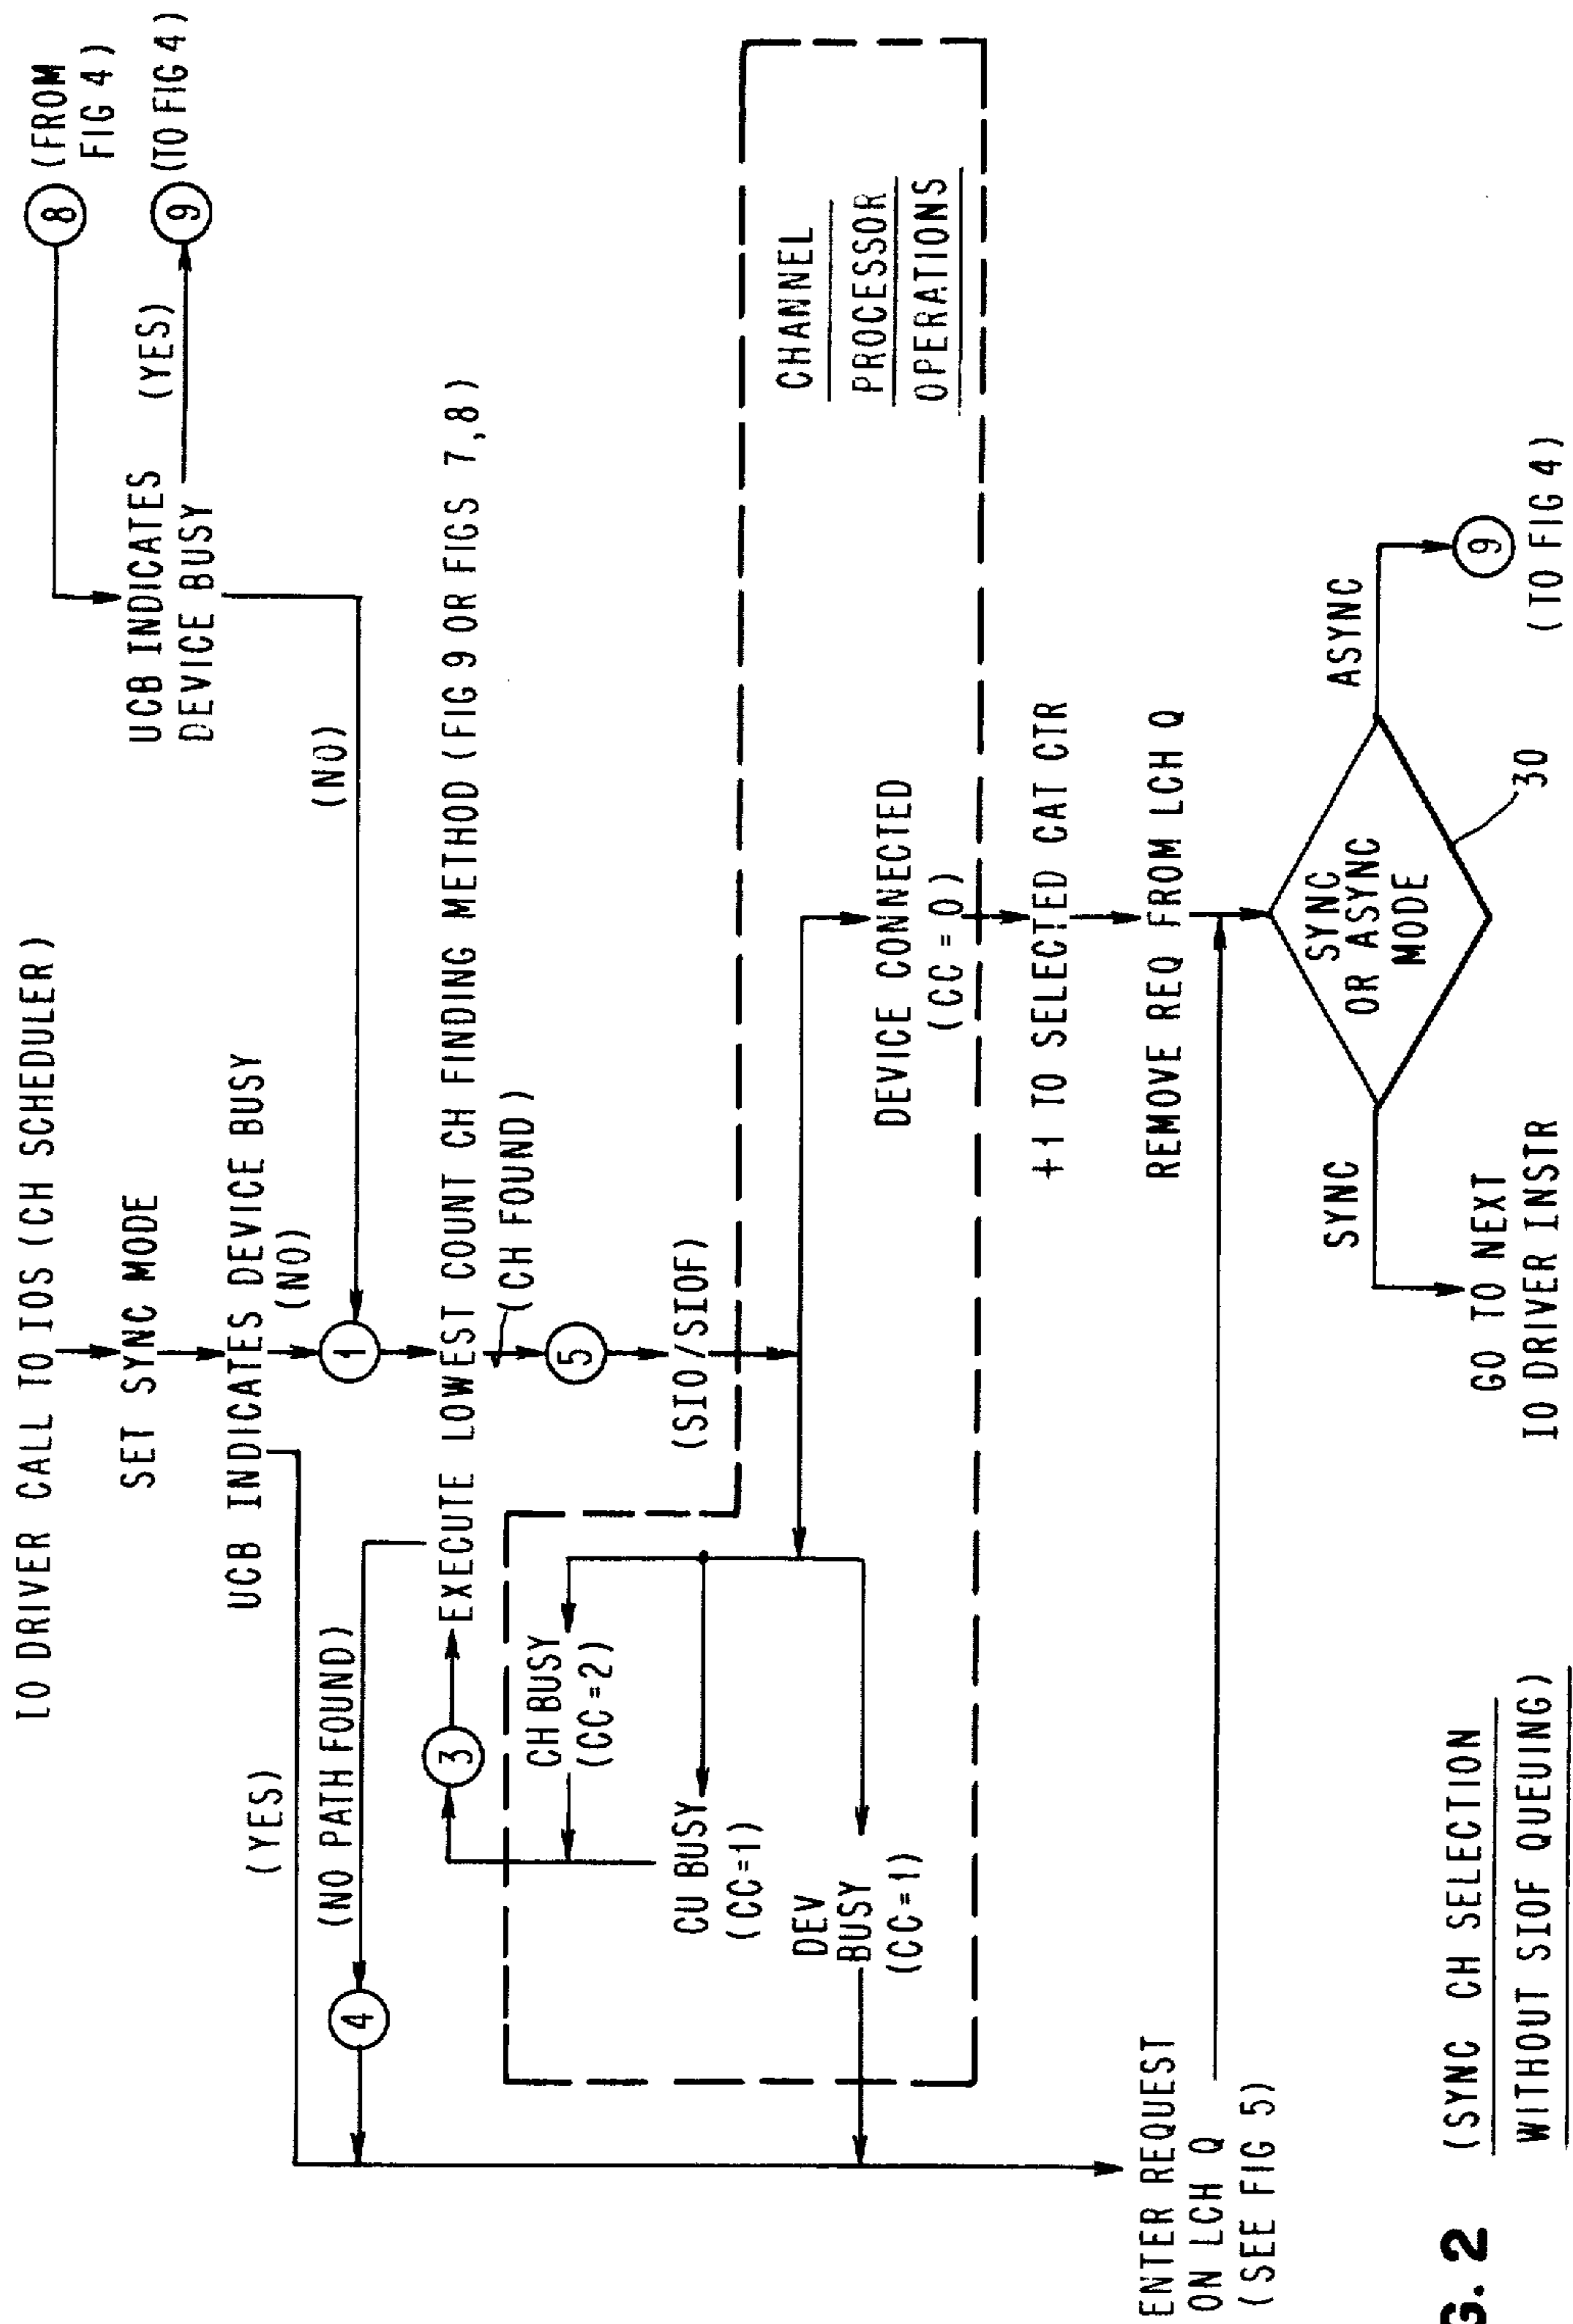 IO DRIVER CALL TO IOS (CH SCHEDULER)
8
(FROM
FIG 4)
SET SYNC MODE
UCB INDICATES
DEVICE BUSY
(YES)
9
(TO FIG 4)
UCB INDICATES DEVICE BUSY
(NO)
(YES)
(NO)
1
(NO PATH FOUND)
4
3
EXECUTE LOWEST COUNT CH FINDING METHOD (FIG 9 OR FIGS 7,8)
(CH FOUND)
5
(SIO/SIOF)
CH BUSY
(CC=2)
CU BUSY
(CC=1)
DEV
BUSY
(CC=1)
CHANNEL
PROCESSOR
OPERATIONS
DEVICE CONNECTED
(CC = 0)
+1 TO SELECTED CAT CTR
REMOVE REQ FROM LCH Q
ENTER REQUEST
ON LCH Q
(SEE FIG 5)
SYNC
OR ASYNC
MODE
30
SYNC
ASYNC
GO TO NEXT
IO DRIVER INSTR
9
(TO FIG 4)
G. 2
(SYNC CH SELECTION
WITHOUT SIOF QUEUING)